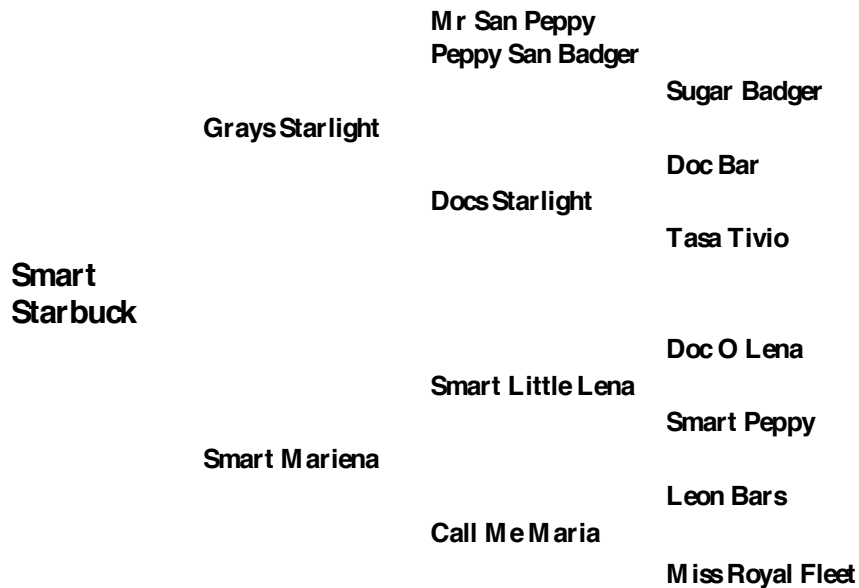 Mr San Peppy
Peppy San Badger
Sugar Badger
Grays Starlight
Doc Bar
Docs Starlight
Tasa Tivio
Smart
Starbuck
Doc O Lena
Smart Little Lena
Smart Peppy
Smart Mariena
Leon Bars
Call Me Maria
Miss Royal Fleet